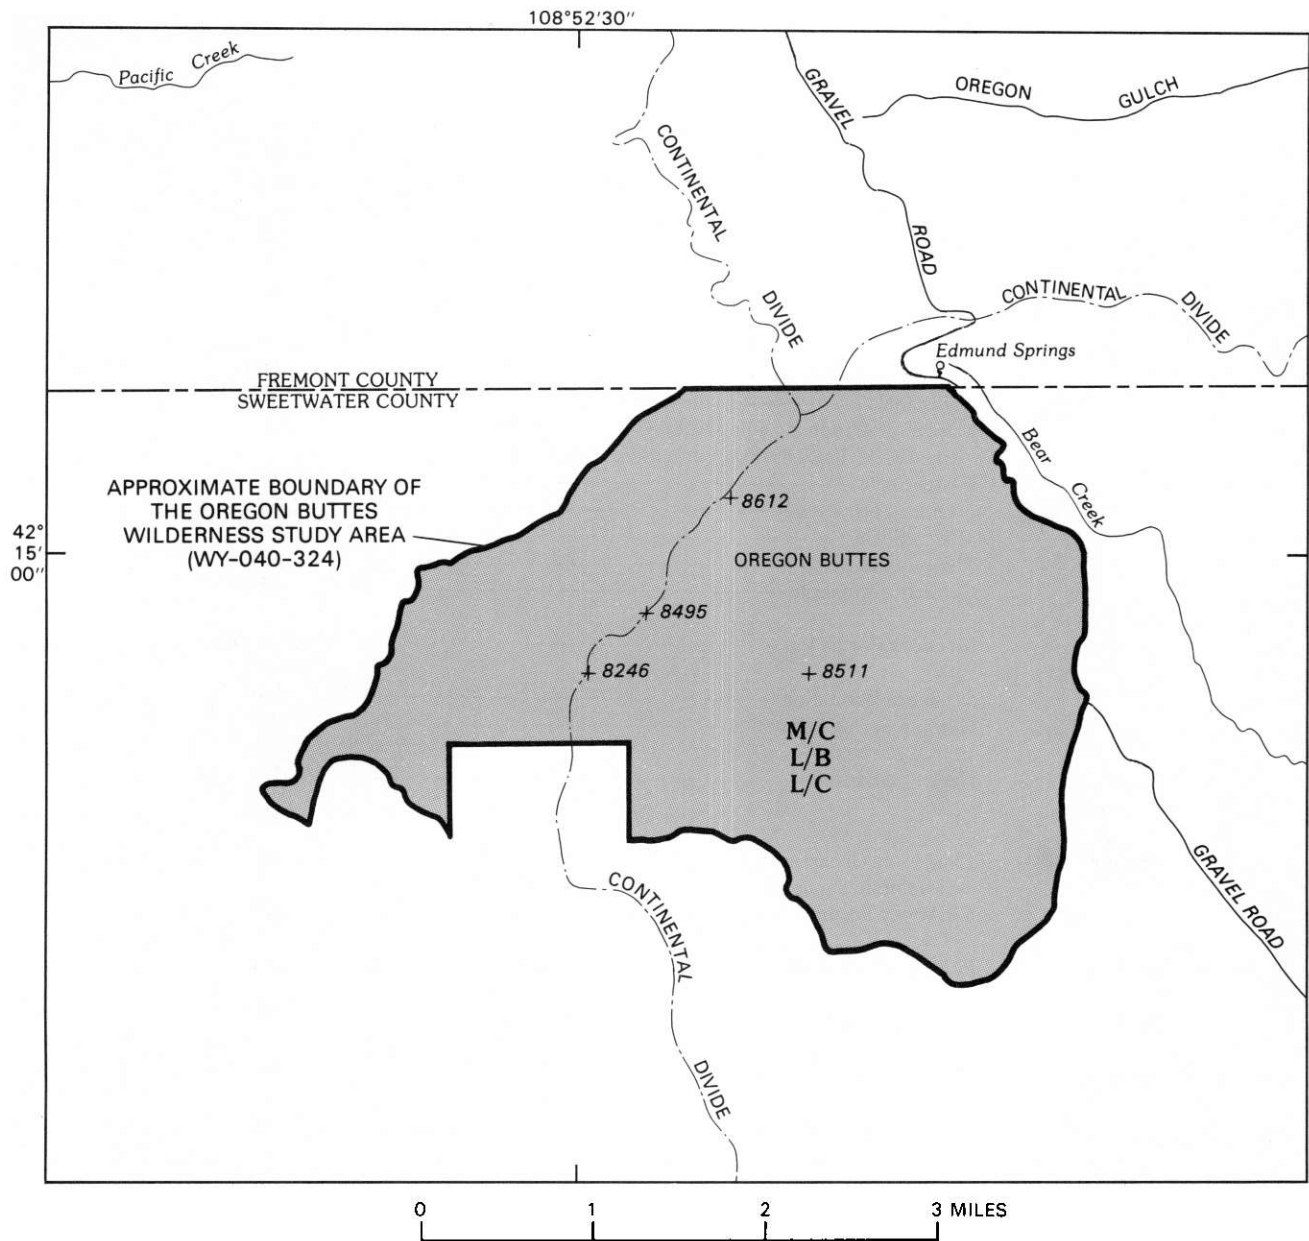 108°52'30"
Pacific Creek
GRAVEL ROAD
OREGON GULCH
CONTINENTAL DIVIDE
CONTINENTAL DIVIDE
Edmund Springs
FREMONT COUNTY
SWEETWATER COUNTY
Bear Creek
APPROXIMATE BOUNDARY OF
THE OREGON BUTTES
WILDERNESS STUDY AREA
(WY-040-324)
42°
15'
00"
8612
OREGON BUTTES
8495
8246
8511
M/C
L/B
L/C
GRAVEL ROAD
CONTINENTAL DIVIDE
0 1 2 3 MILES